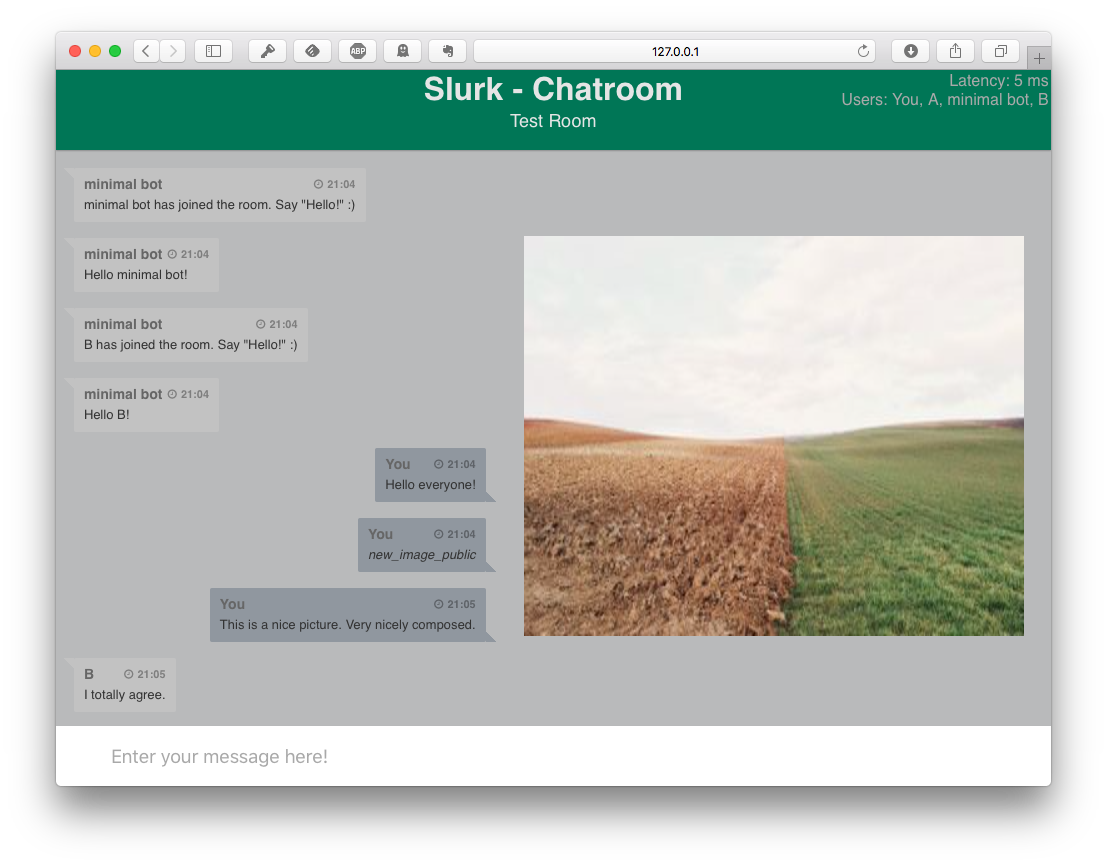 127.0.0.1
ABP
Slurk - Chatroom
Test Room
Latency: 5 ms
Users: You, A, minimal bot, B
minimal bot 21:04
minimal bot has joined the room. Say "Hello!" :)
minimal bot 21:04
Hello minimal bot!
minimal bot 21:04
B has joined the room. Say "Hello!" :)
minimal bot 21:04
Hello B!
You 21:04
Hello everyone!
You 21:04
new_image_public
You 21:05
This is a nice picture. Very nicely composed.
B 21:05
I totally agree.
Enter your message here!